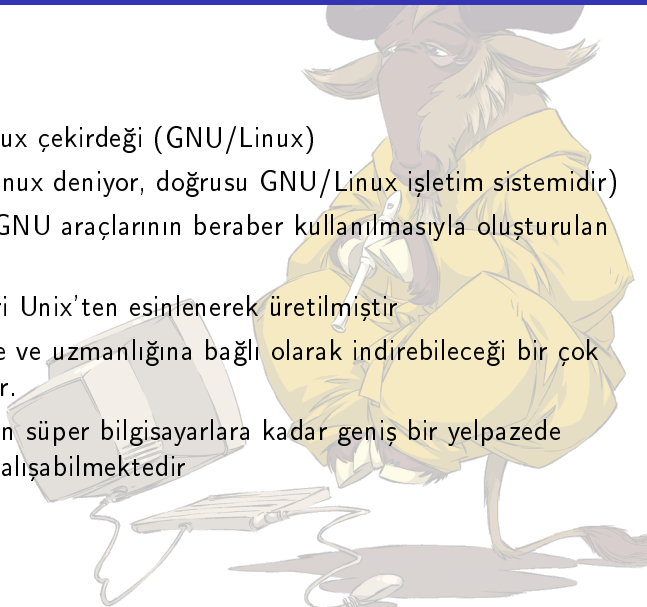 ux çekirdeği (GNU/Linux)
inux deniyor, doğrusu GNU/Linux işletim sistemidir)
GNU araçlarının beraber kullanılmasıyla oluşturulan
i Unix'ten esinlenerek üretilmiştir
e ve uzmanlığına bağlı olarak indirebileceği bir çok
r.
n süper bilgisayarlara kadar geniş bir yelpazede
alışabilmektedir